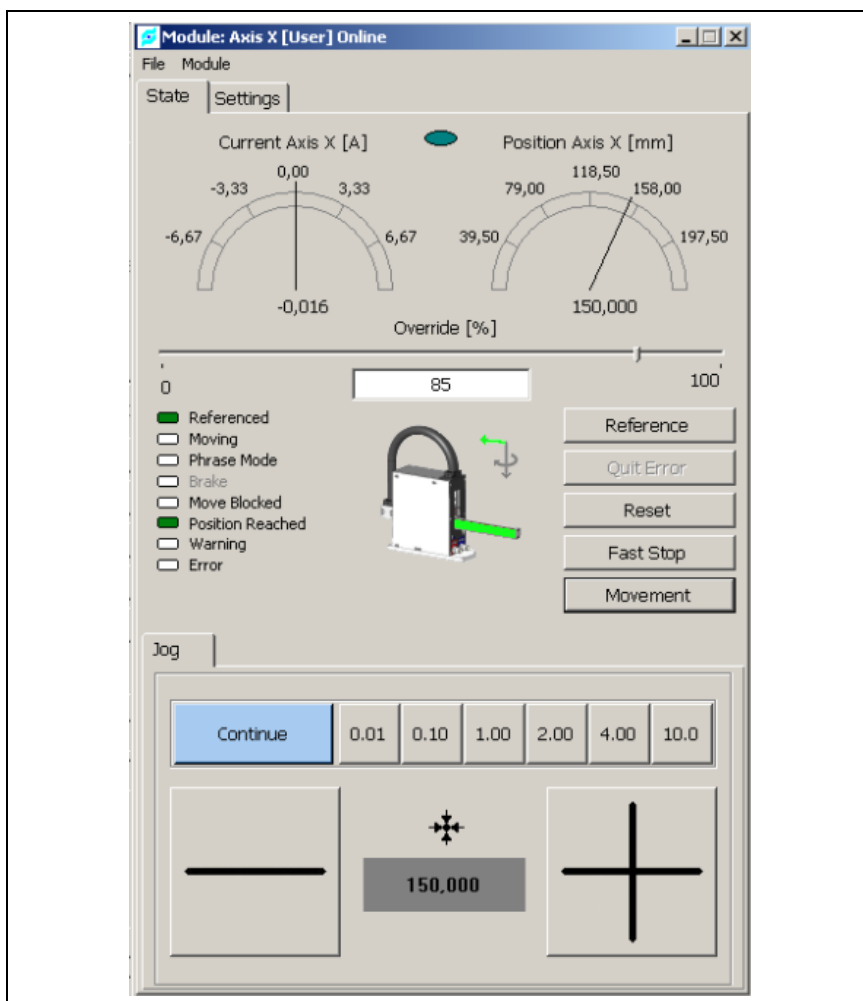 Module: Axis X [User] Online
File Module
State Settings
Current Axis X [A]
0,00
-3,33 3,33
-6,67 6,67
-0,016
Position Axis X [mm]
118,50
79,00 158,00
39,50 197,50
150,000
Override [%]
0 100
85
Referenced
Moving
Phrase Mode
Brake
Move Blocked
Position Reached
Warning
Error
Reference
Quit Error
Reset
Fast Stop
Movement
Jog
Continue 0.01 0.10 1.00 2.00 4.00 10.0
150,000